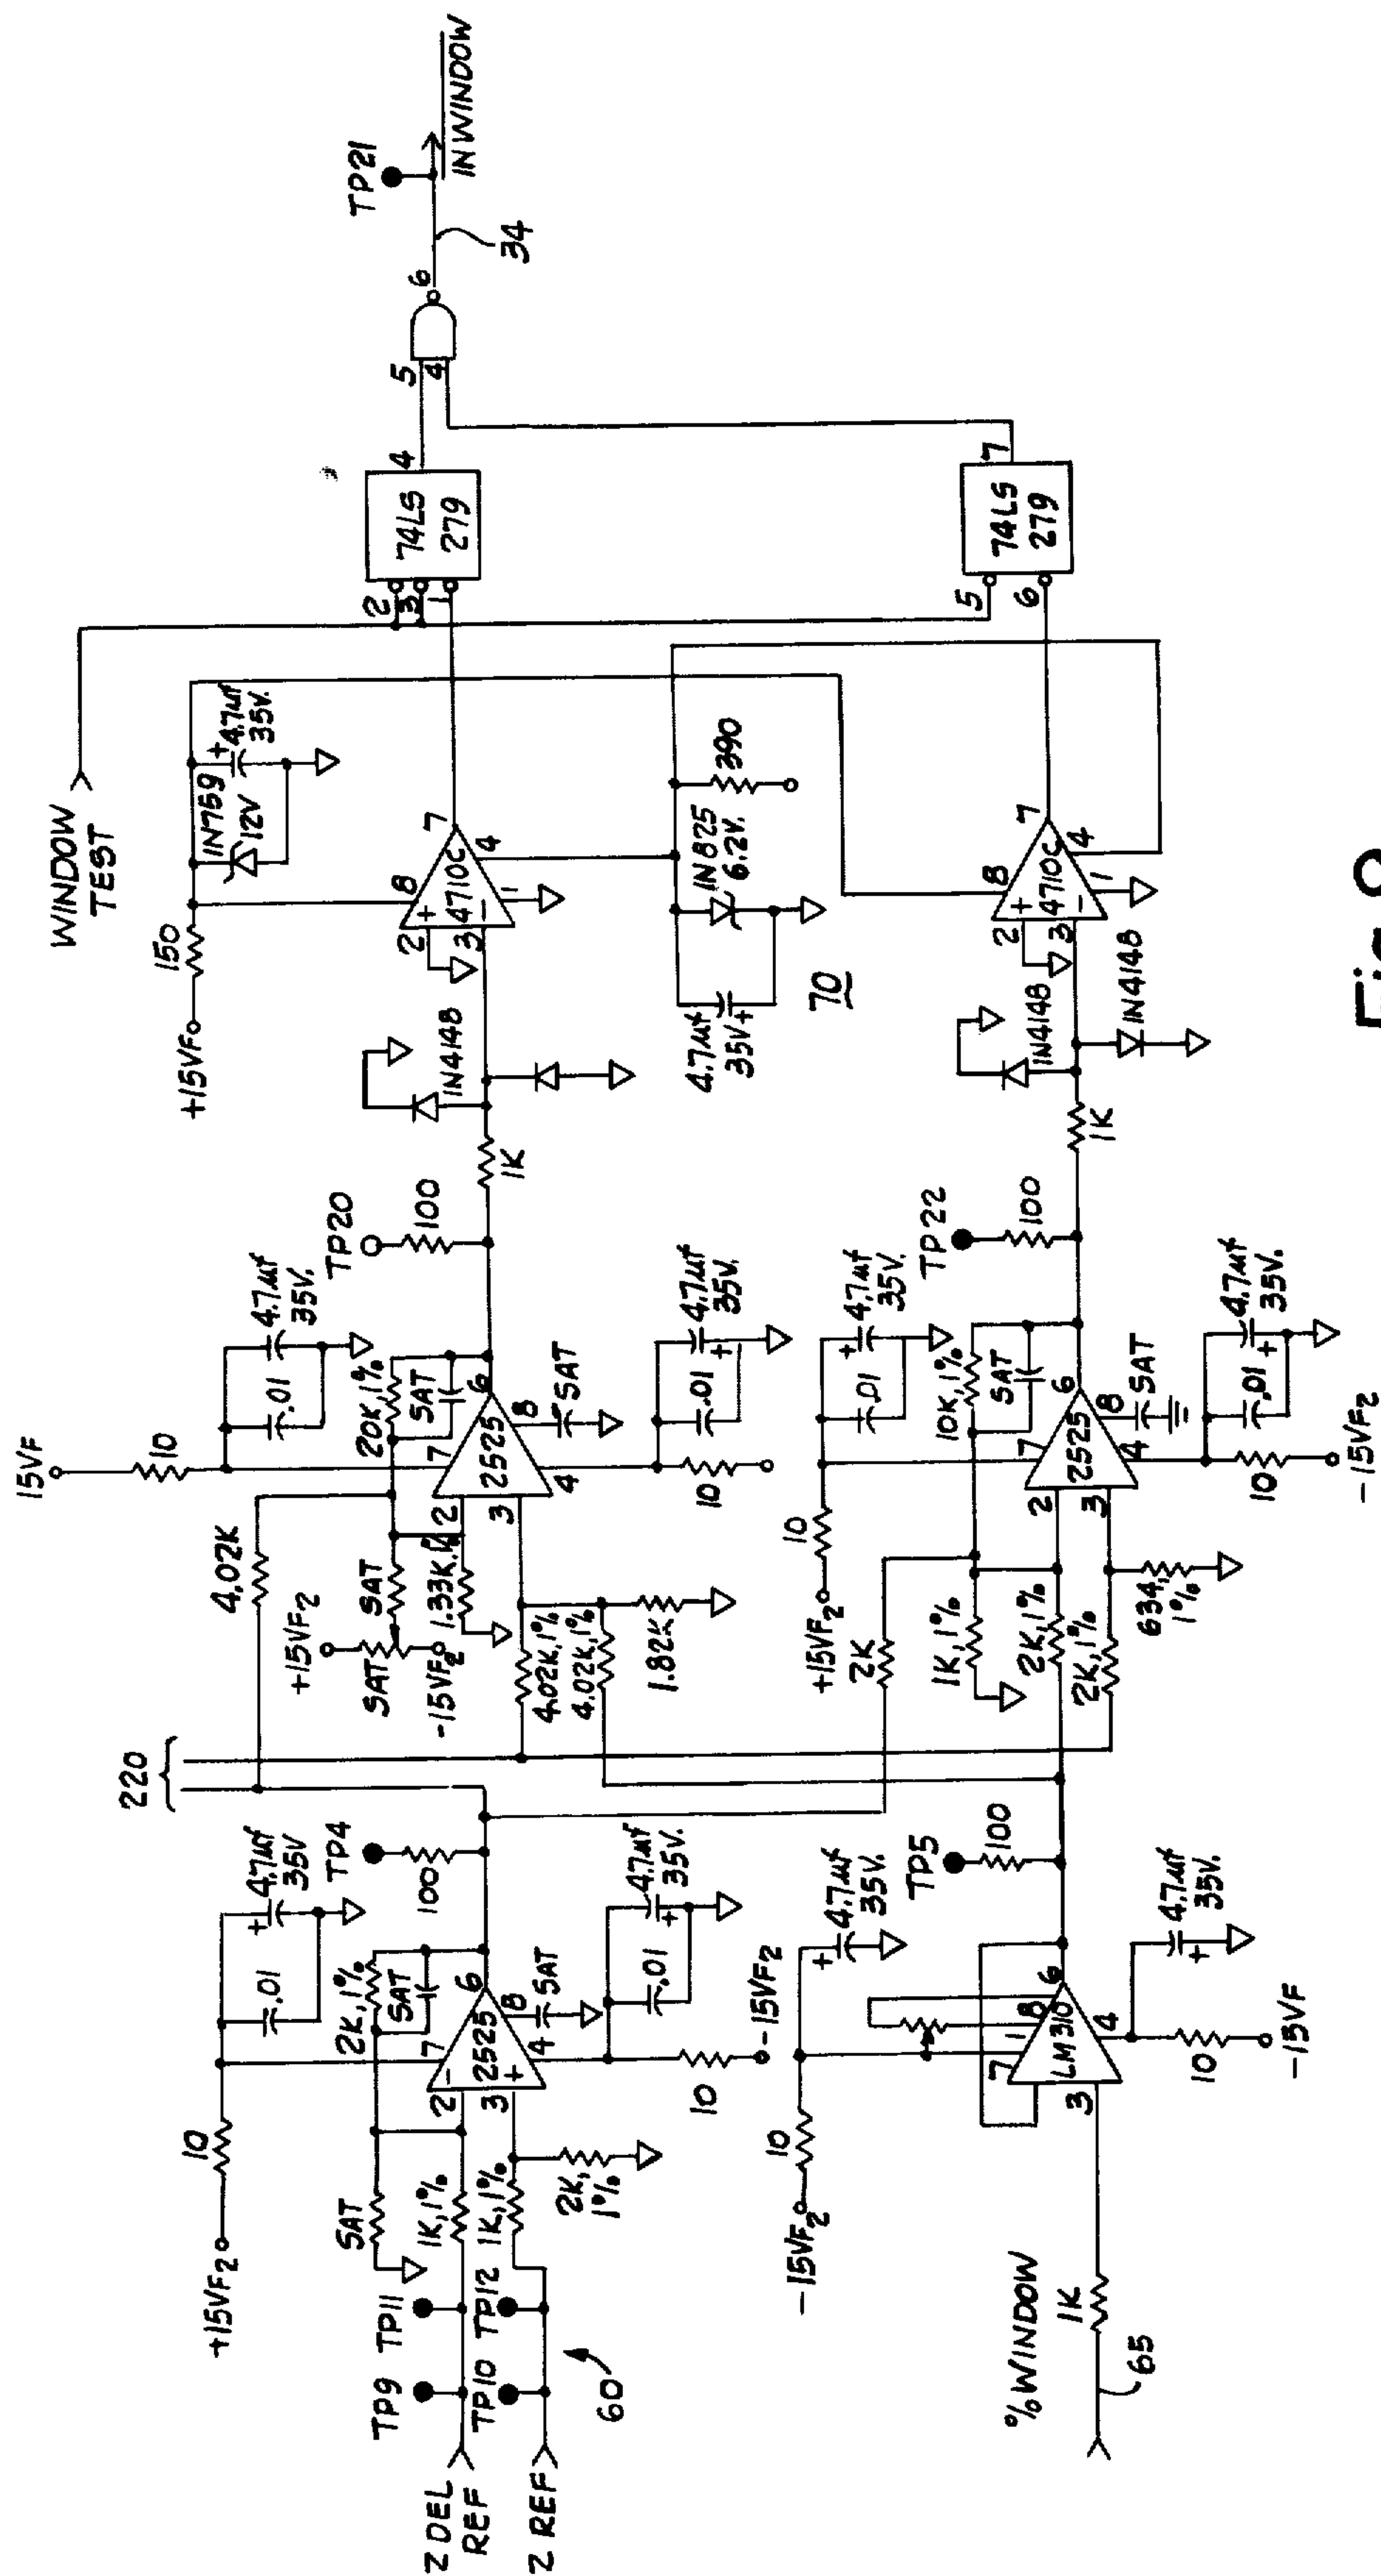 WINDOW
TEST
TP21
IN WINDOW
34
6
5
4
74LS
279
4
2
3
1
74LS
279
7
5
6
+15VF
150
IN759
12V
+
4.7µf
35V.
8
+
4710C
-
2
3
7
4
1
IN4148
390
IN825
6.2V.
4.7µf
35V+
70
8
+
4710C
-
2
3
7
4
1
IN4148
IN4148
15VF
10
.01
4.7µf
35V.
TP20
100
1K
20K,1%
SAT
7
2525
6
8
SAT
2
3
4
10
.01
4.7µf
35V.
+
4.02K
+15VF2
SAT
SAT
-15VF2
1.33K.1%
4.02K,1%
4.02K,1%
1.82K
+15VF2
10
.01
+
4.7µf
35V.
TP22
100
1K
10K,1%
SAT
7
2525
6
8
SAT
2
3
4
10
-15VF2
.01
4.7µf
35V.
+
2K
1K,1%
2K,1%
2K,1%
634,
1%
220
+15VF2
10
.01
+
4.7µf
35V
TP4
100
2K,1%
SAT
SAT
7
-
2525
+
6
8
SAT
2
3
4
10
-15VF2
.01
4.7µf
35V.
+
1K,1%
1K,1%
2K,
1%
TP9
TP11
TP10
TP12
Z DEL
REF
Z REF
60
-15VF2
10
+
4.7µf
35V.
TP5
100
7
1
8
LM310
6
3
4
4.7µf
35V.
+
10
-15VF
% WINDOW
1K
65